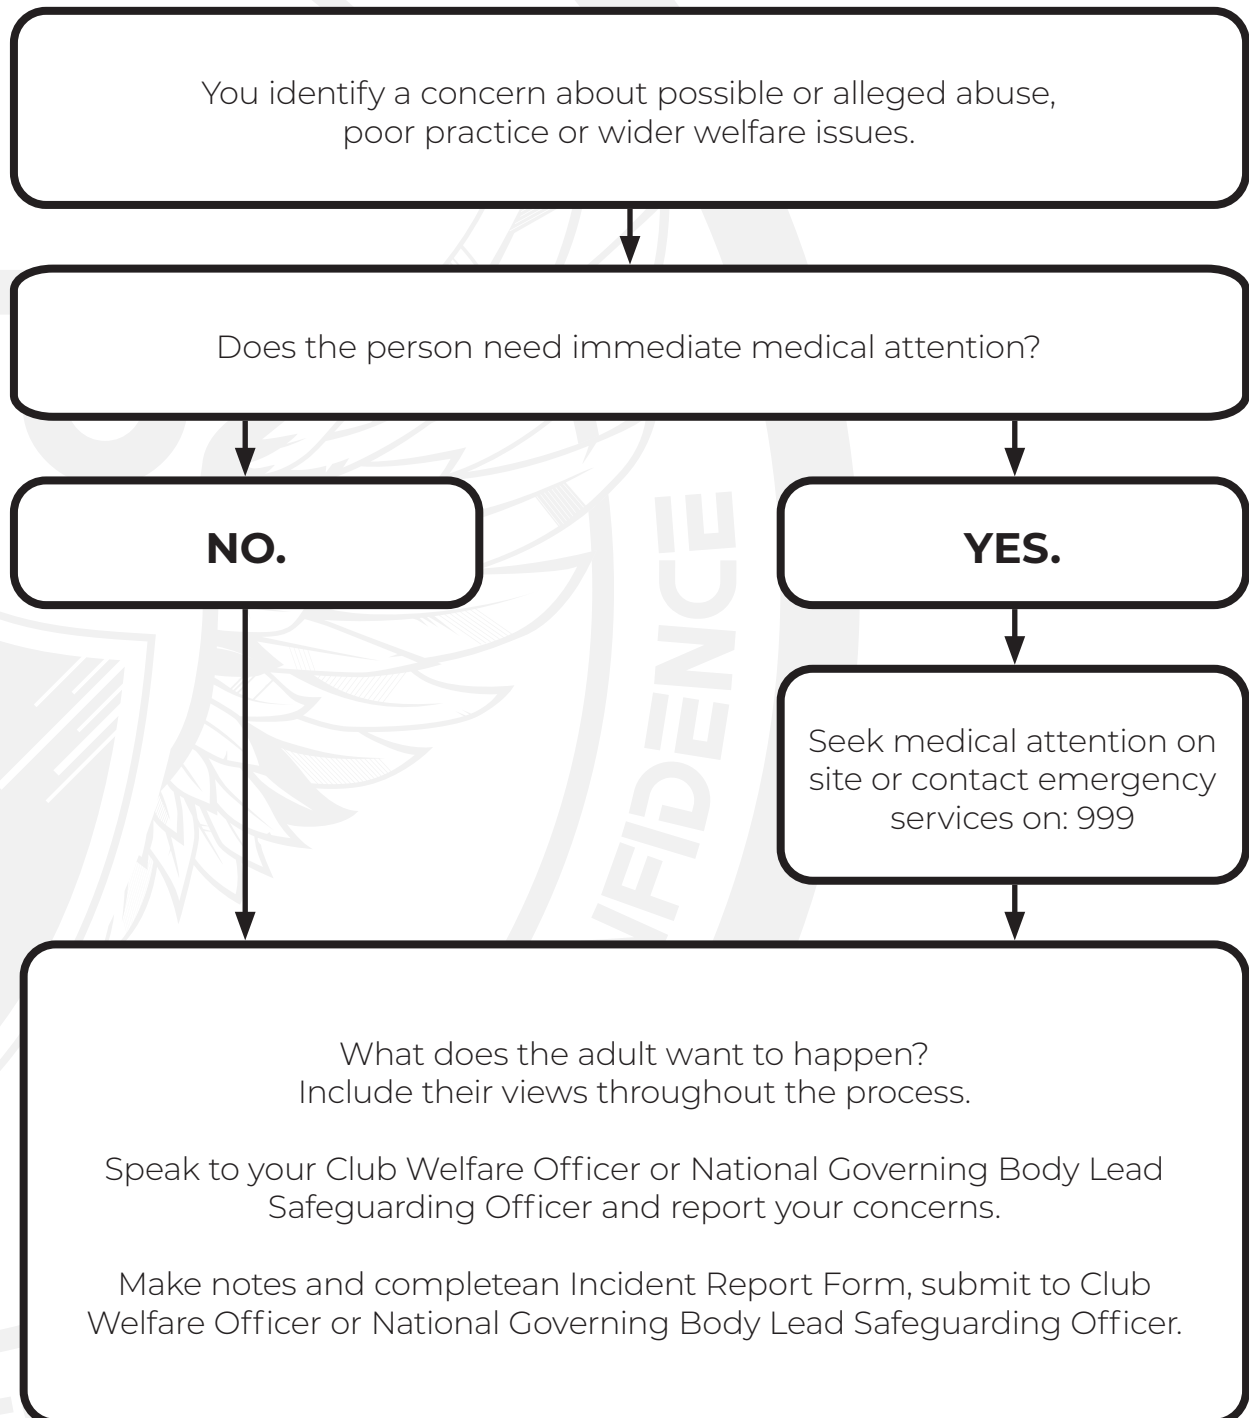 You identify a concern about possible or alleged abuse,
poor practice or wider welfare issues.
Does the person need immediate medical attention?
NO.
YES.
Seek medical attention on
site or contact emergency
services on: 999
What does the adult want to happen?
Include their views throughout the process.
Speak to your Club Welfare Officer or National Governing Body Lead
Safeguarding Officer and report your concerns.
Make notes and completean Incident Report Form, submit to Club
Welfare Officer or National Governing Body Lead Safeguarding Officer.